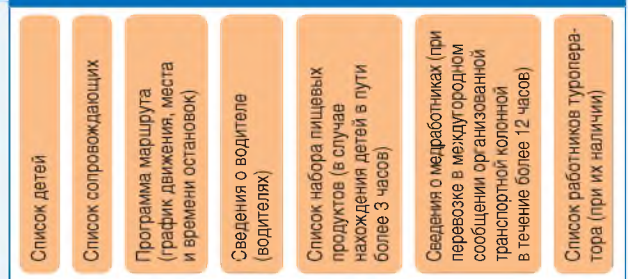 Список детей
Список сопровождающих
Программа маршрута
(график движения, места
и времени остановок)
Сведения о водителе
(водителях)
Список набора пищевых
продуктов (в случае
нахождения детей в пути
более 3 часов)
Сведения о медработниках (при
перевозке в междугородном
сообщении организованной
транспортной колонной
в течение более 12 часов)
Список работников туропера-
тора (при их наличии)